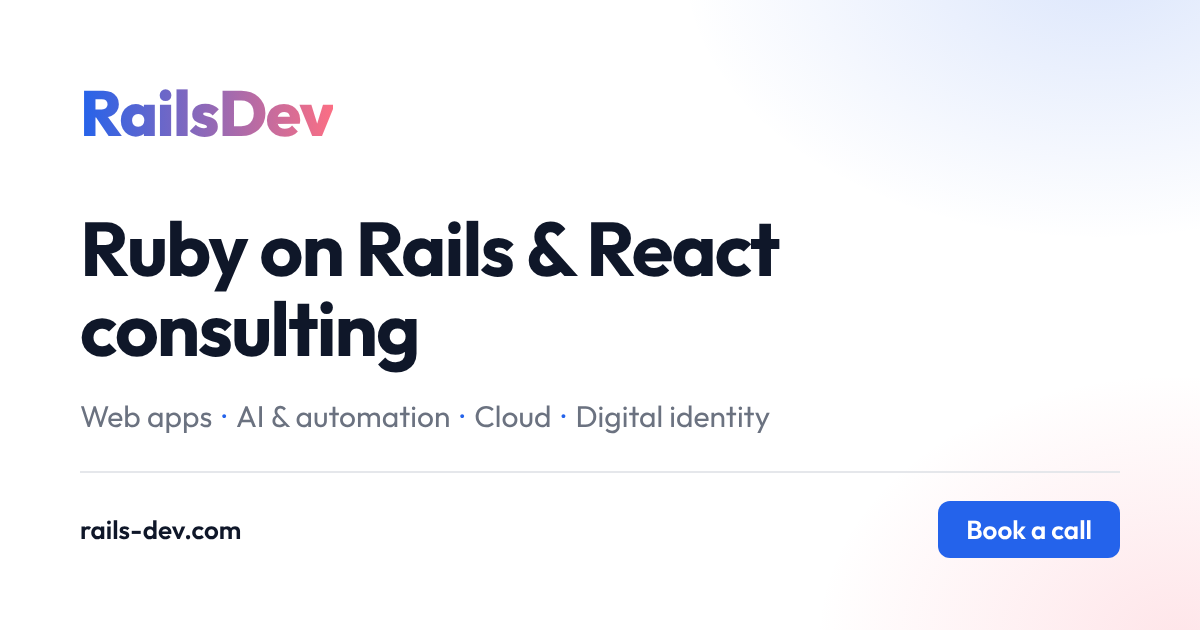 RailsDev
Ruby on Rails & React
consulting
Web apps · AI & automation · Cloud · Digital identity
rails-dev.com
Book a call